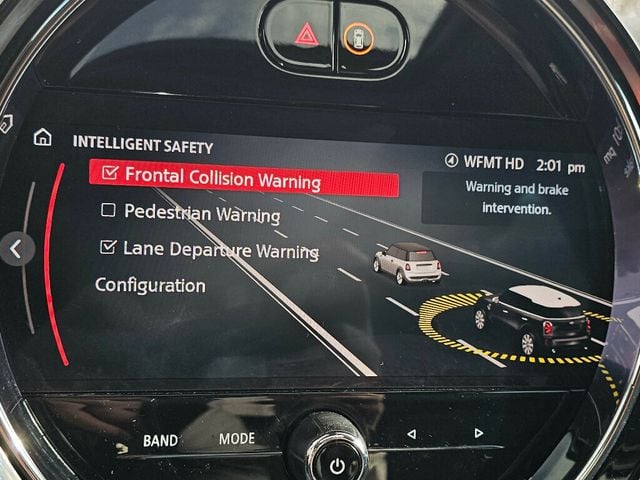 INTELLIGENT SAFETY
WFMT HD 2:01 pm
Frontal Collision Warning
Warning and brake
intervention.
Pedestrian Warning
Lane Departure Warning
Configuration
BAND MODE